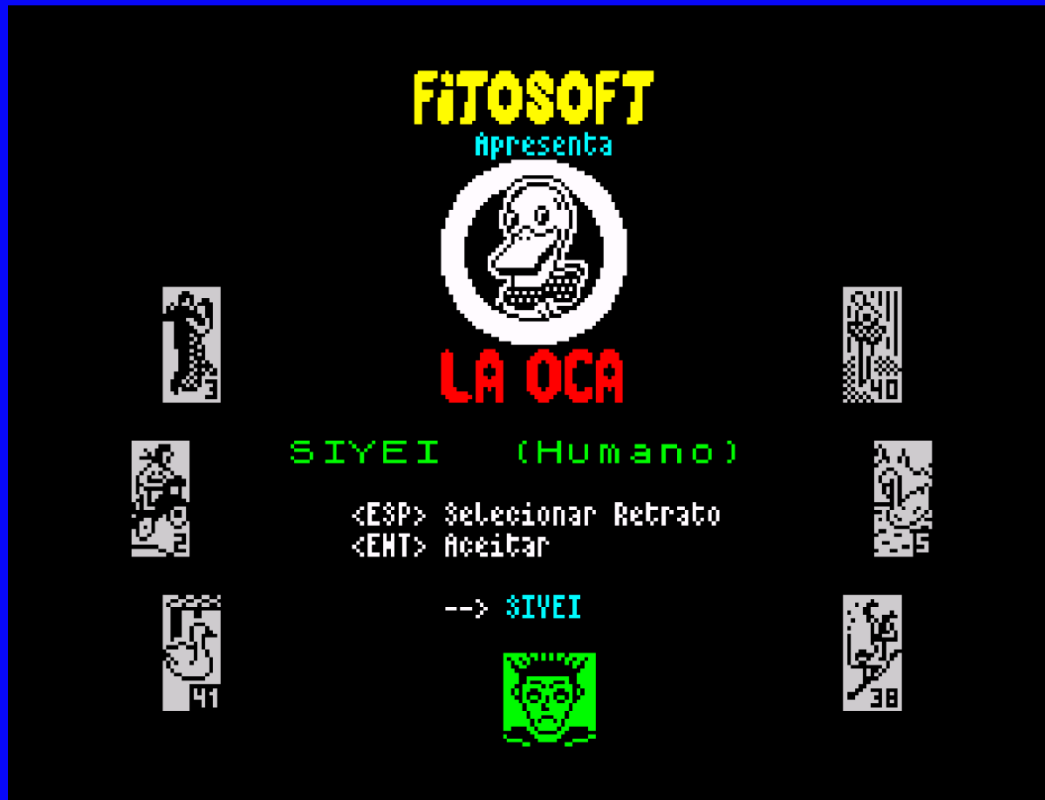 FiTOSOFT
Apresenta
LA OCA
3
40
SIYEI (Humano)
<ESP> Selecionar Retrato
<ENT> Aceitar
2
5
--> SIYEI
41
38